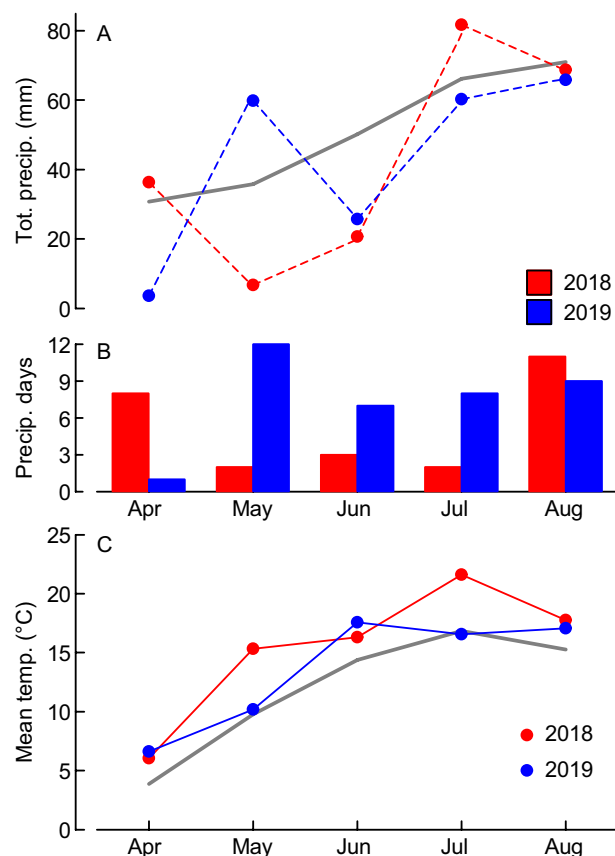 A
Tot. precip. (mm)
80
60
40
20
0
2018
2019
B
Precip. days
12
9
6
3
0
Apr May Jun Jul Aug
C
Mean temp. (°C)
25
20
15
10
5
0
2018
2019
Apr May Jun Jul Aug